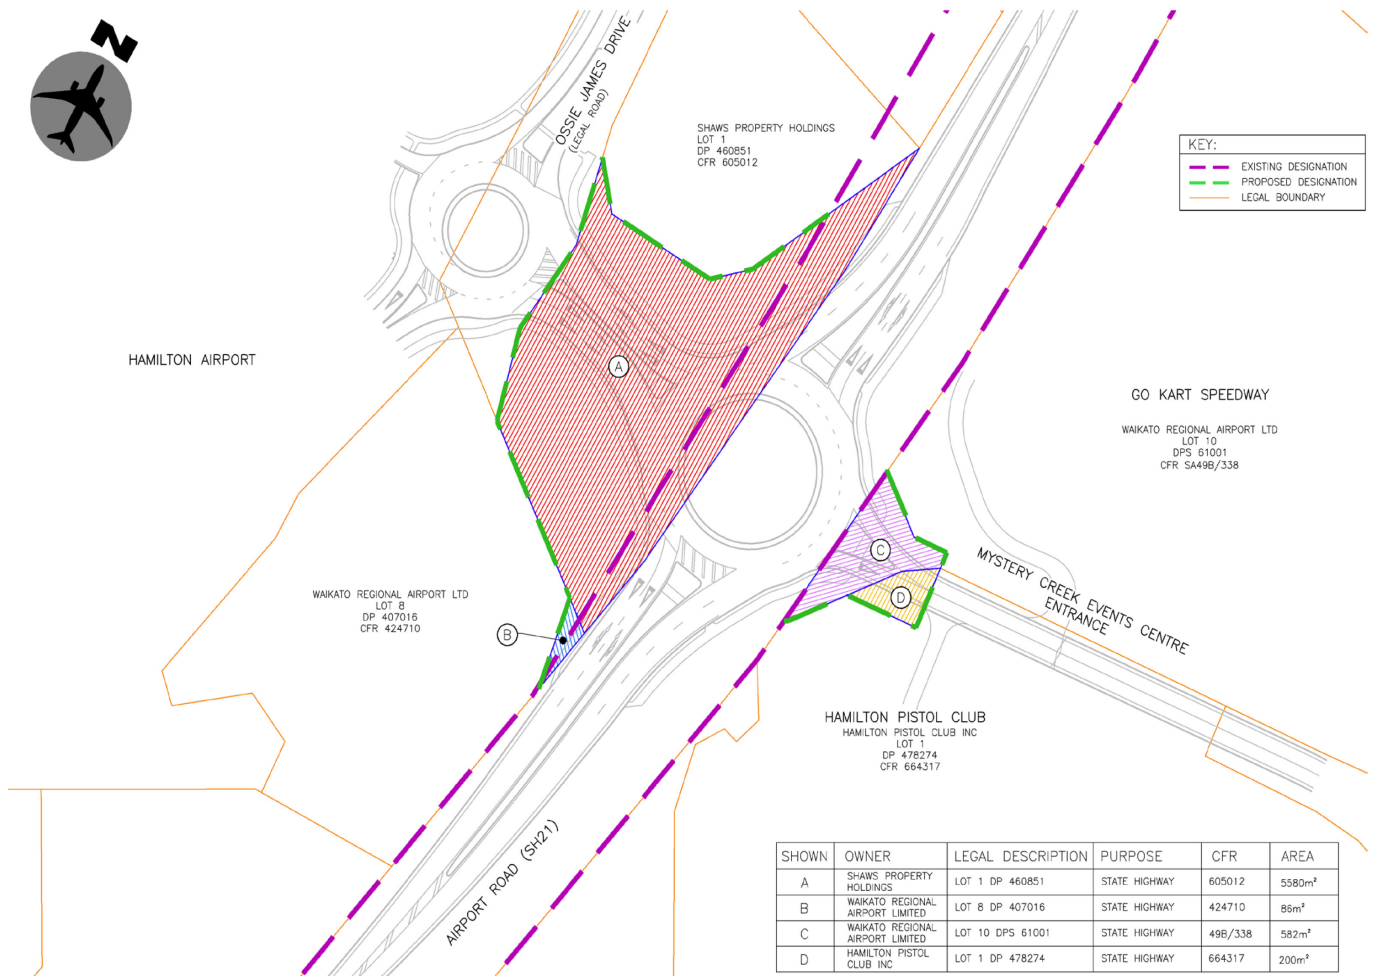 N
OSSIE JAMES DRIVE
(LEGAL ROAD)
SHAWS PROPERTY HOLDINGS
LOT 1
DP 460851
CFR 605012
KEY:
EXISTING DESIGNATION
PROPOSED DESIGNATION
LEGAL BOUNDARY
HAMILTON AIRPORT
A
GO KART SPEEDWAY
WAIKATO REGIONAL AIRPORT LTD
LOT 10
DPS 61001
CFR SA49B/338
C
MYSTERY CREEK EVENTS CENTRE
ENTRANCE
D
WAIKATO REGIONAL AIRPORT LTD
LOT 8
DP 407016
CFR 424710
B
HAMILTON PISTOL CLUB
HAMILTON PISTOL CLUB INC
LOT 1
DP 478274
CFR 664317
AIRPORT ROAD (SH21)
SHOWN OWNER LEGAL DESCRIPTION PURPOSE CFR AREA
A SHAWS PROPERTY HOLDINGS LOT 1 DP 460851 STATE HIGHWAY 605012 5580m²
B WAIKATO REGIONAL AIRPORT LIMITED LOT 8 DP 407016 STATE HIGHWAY 424710 86m²
C WAIKATO REGIONAL AIRPORT LIMITED LOT 10 DPS 61001 STATE HIGHWAY 49B/338 582m²
D HAMILTON PISTOL CLUB INC LOT 1 DP 478274 STATE HIGHWAY 664317 200m²